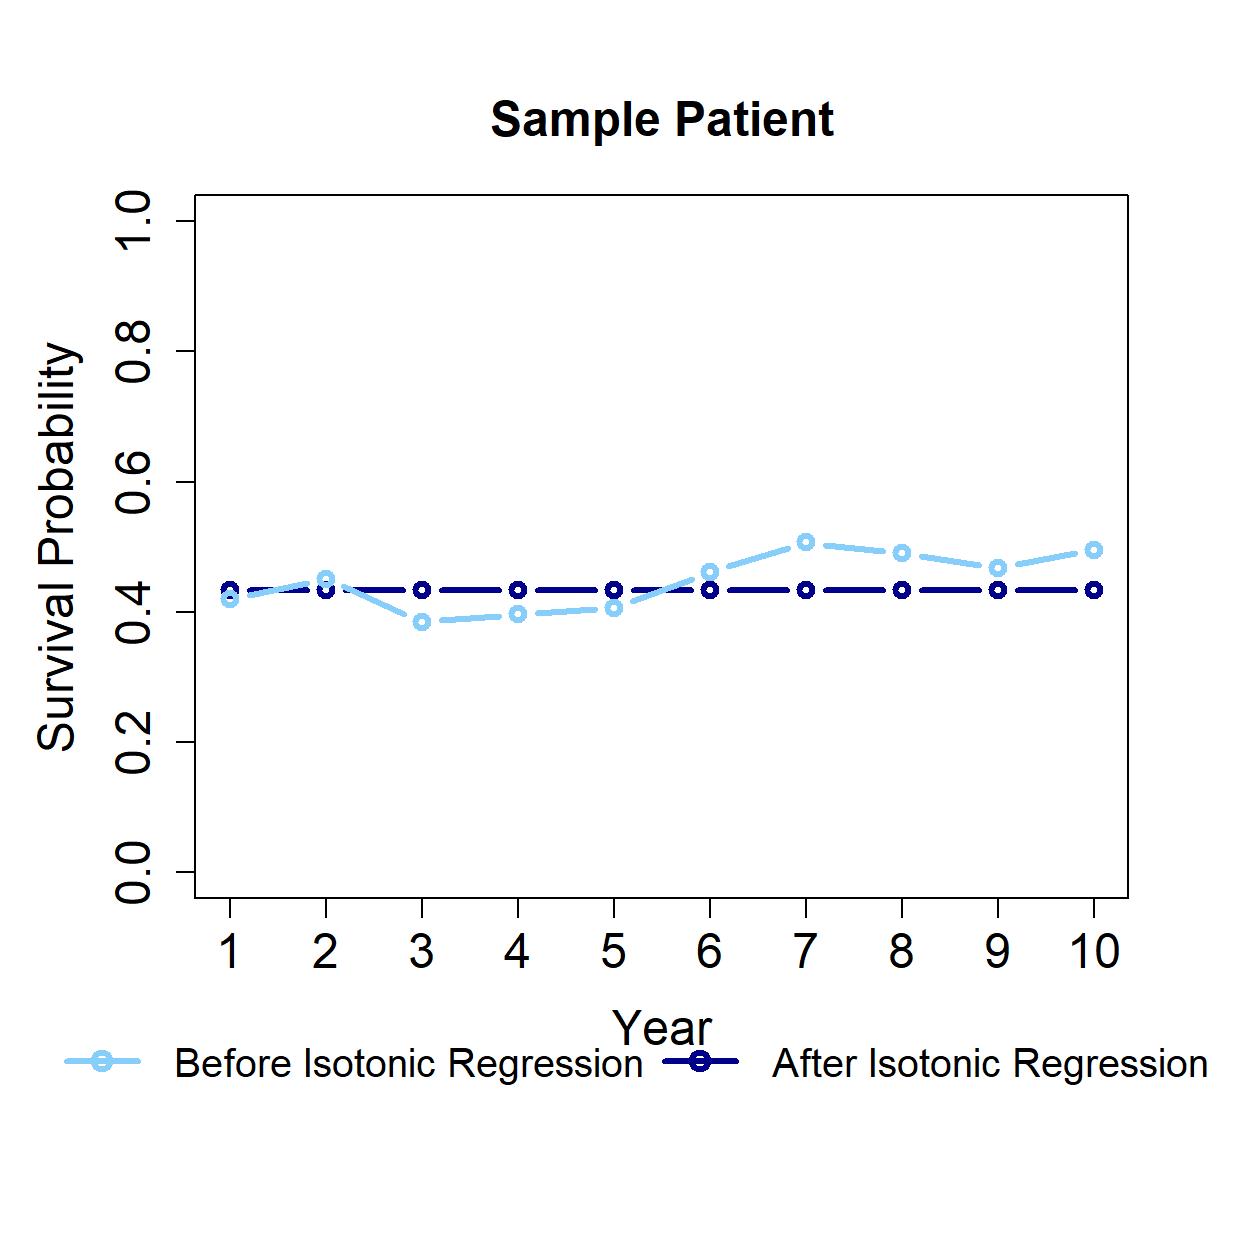 Sample Patient
Survival Probability
1.0
0.8
0.6
0.4
0.2
0.0
1 2 3 4 5 6 7 8 9 10
Year
Before Isotonic Regression After Isotonic Regression